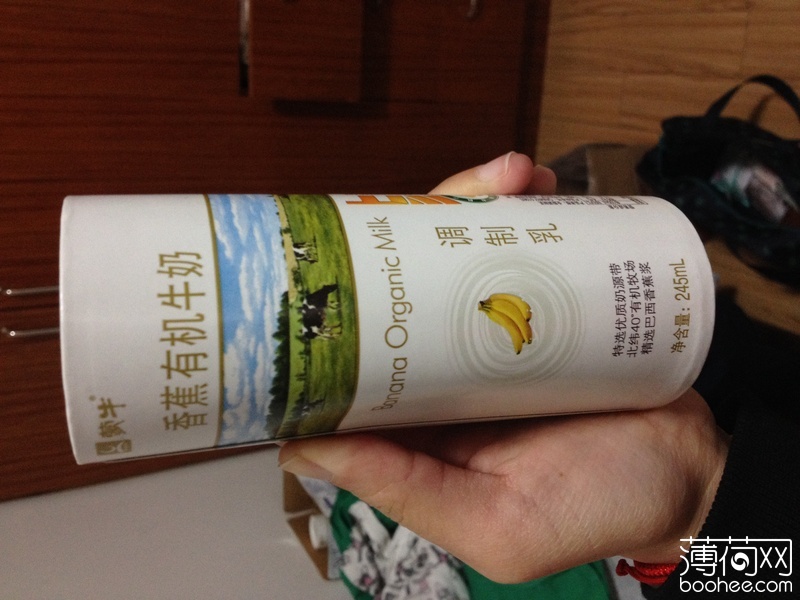 蒙牛
香蕉有机牛奶
Banana Organic Milk
调制乳
特选优质奶源带
北纬40°有机牧场
精选巴西香蕉浆
净含量：245mL
薄荷网
boohee.com